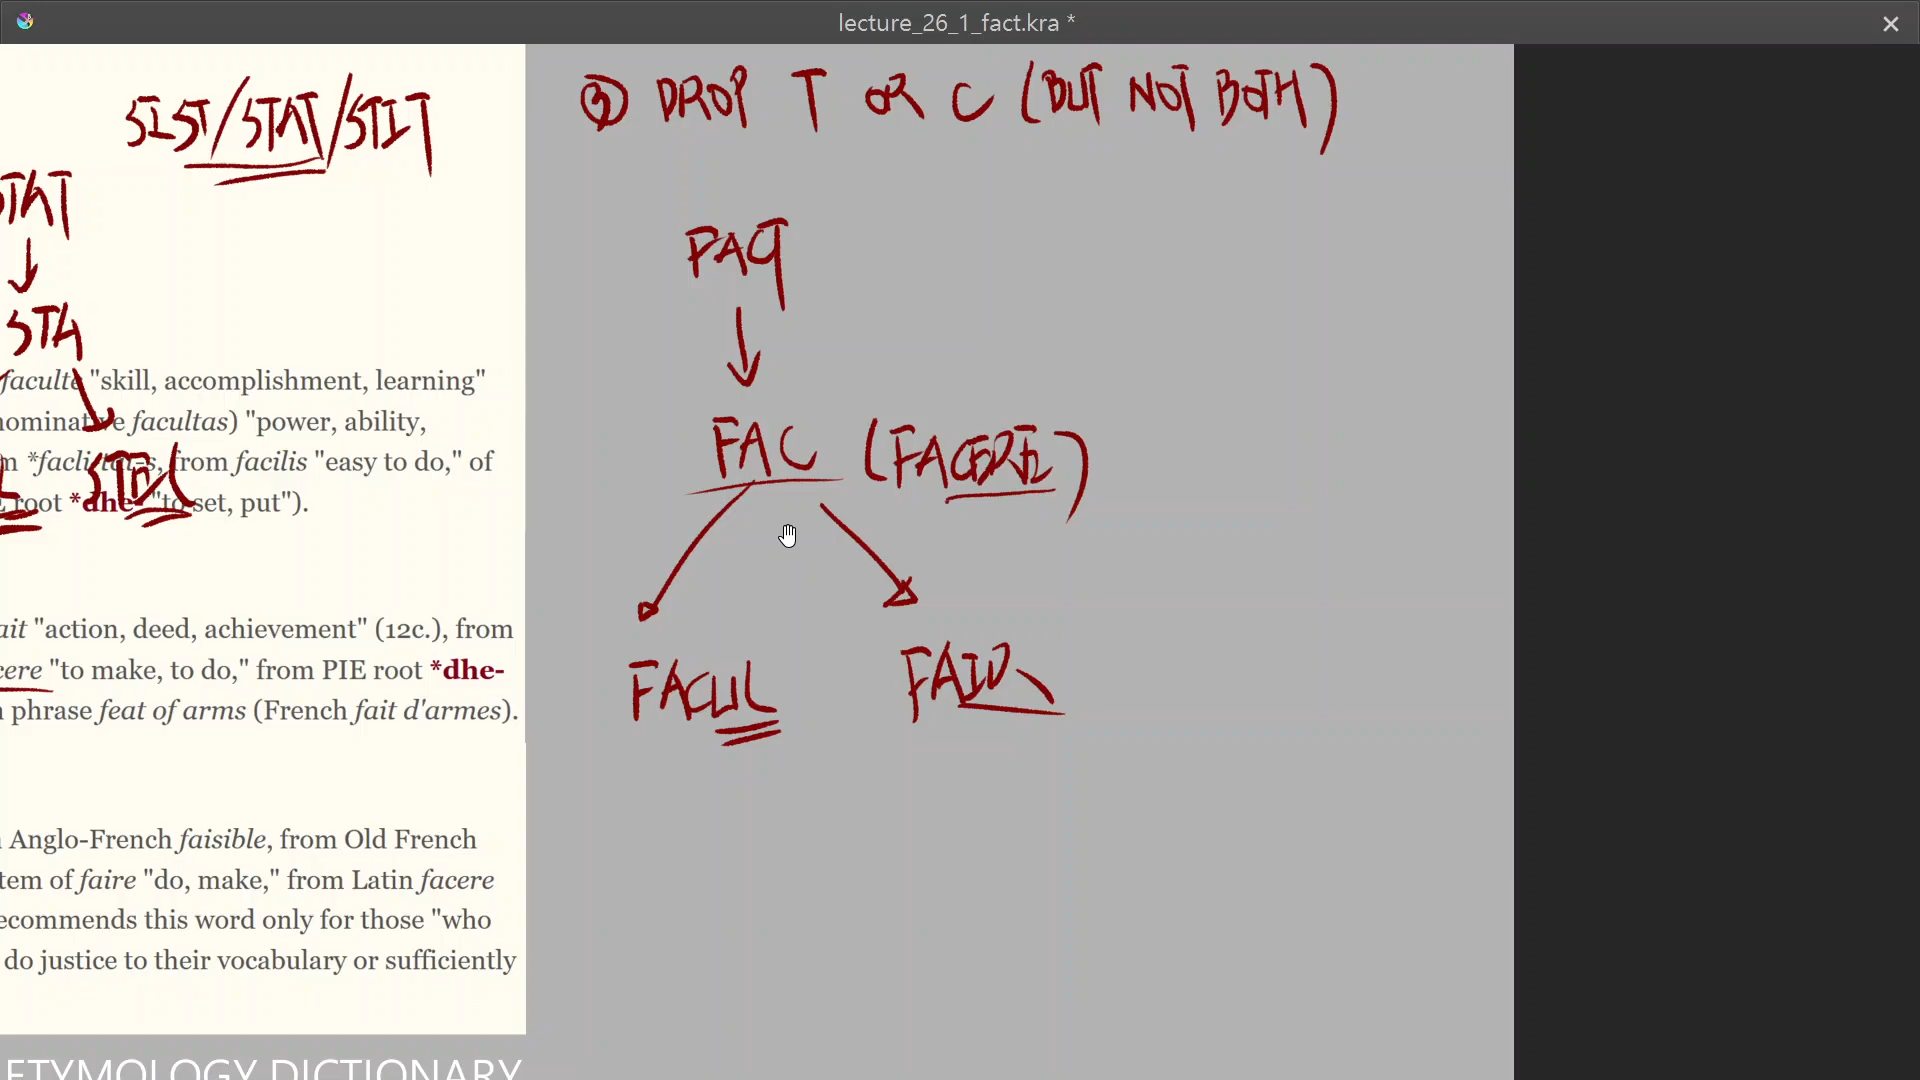 lecture_26_1_fact.kra *
SIST/STAT/STIT
STAT
STA
faculte "skill, accomplishment, learning"
nominative facultas) "power, ability,
from facilis "easy to do," of
root *dhe- "to set, put").
ait "action, deed, achievement" (12c.), from
cere "to make, to do," from PIE root *dhe-
phrase feat of arms (French fait d'armes).
Anglo-French faisible, from Old French
tem of faire "do, make," from Latin facere
ecommends this word only for those "who
do justice to their vocabulary or sufficiently
ETYMOLOGY DICTIONARY
③ DROP T OR C (BUT NOT BOTH)
FACT
FAC (FACERE)
FACUL